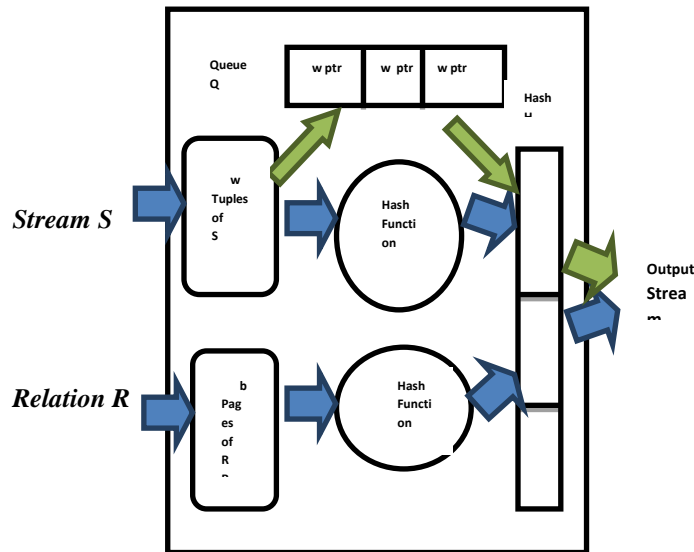 Queue
Q
w ptr
w ptr
w ptr
Hash
Stream S
w
Tuples
of
S
Hash
Functi
on
Output
Strea
Relation R
b
Pag
es
of
R
Hash
Functi
on